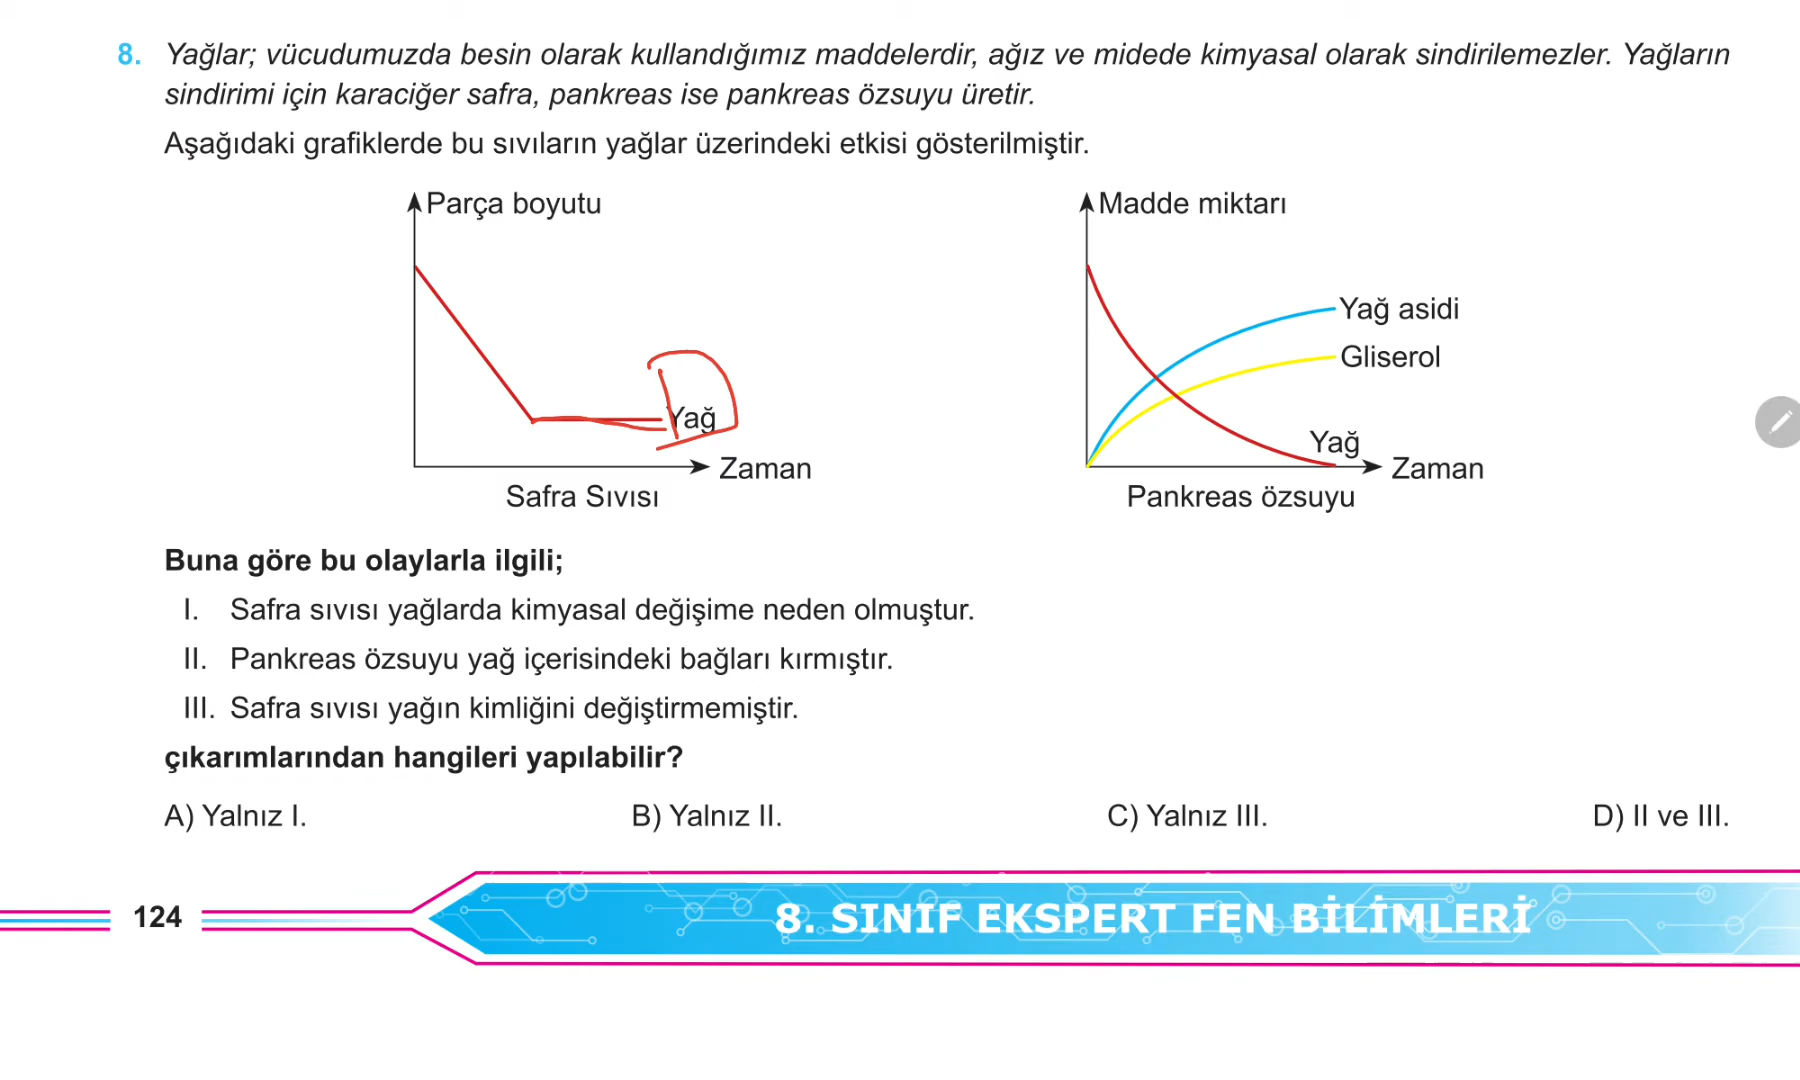 8. Yağlar; vücudumuzda besin olarak kullandığımız maddelerdir, ağız ve midede kimyasal olarak sindirilemezler. Yağların
sindirimi için karaciğer safra, pankreas ise pankreas özsuyu üretir.
Aşağıdaki grafiklerde bu sıvıların yağlar üzerindeki etkisi gösterilmiştir.
Parça boyutu
Yağ
Zaman
Safra Sıvısı
Madde miktarı
Yağ asidi
Gliserol
Yağ
Zaman
Pankreas özsuyu
Buna göre bu olaylarla ilgili;
I. Safra sıvısı yağlarda kimyasal değişime neden olmuştur.
II. Pankreas özsuyu yağ içerisindeki bağları kırmıştır.
III. Safra sıvısı yağın kimliğini değiştirmemiştir.
çıkarımlarından hangileri yapılabilir?
A) Yalnız I. B) Yalnız II. C) Yalnız III. D) II ve III.
124
8. SINIF EKSPERT FEN BİLİMLERİ